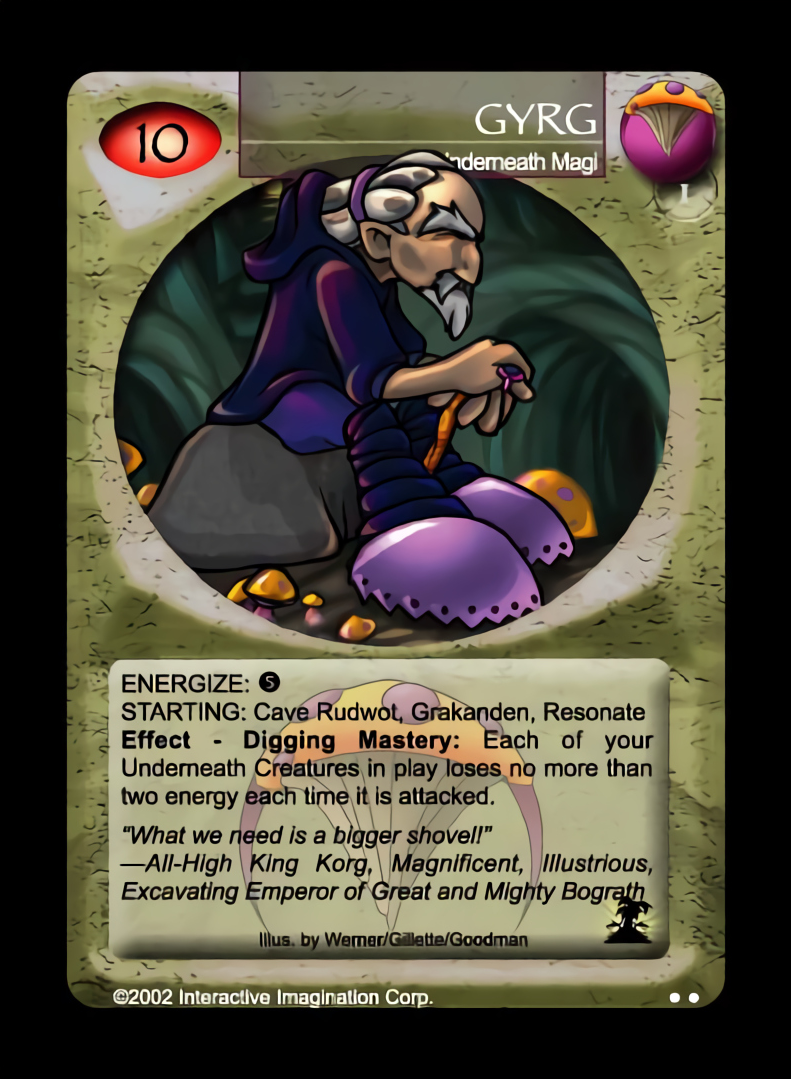 10
GYRG
Underneath Magi
1
ENERGIZE: 5
STARTING: Cave Rudwot, Grakanden, Resonate
Effect - Digging Mastery: Each of your
Underneath Creatures in play loses no more than
two energy each time it is attacked.
"What we need is a bigger shovel!"
—All-High King Korg, Magnificent, Illustrious,
Excavating Emperor of Great and Mighty Bograth
Illus. by Werner/Gillette/Goodman
©2002 Interactive Imagination Corp.